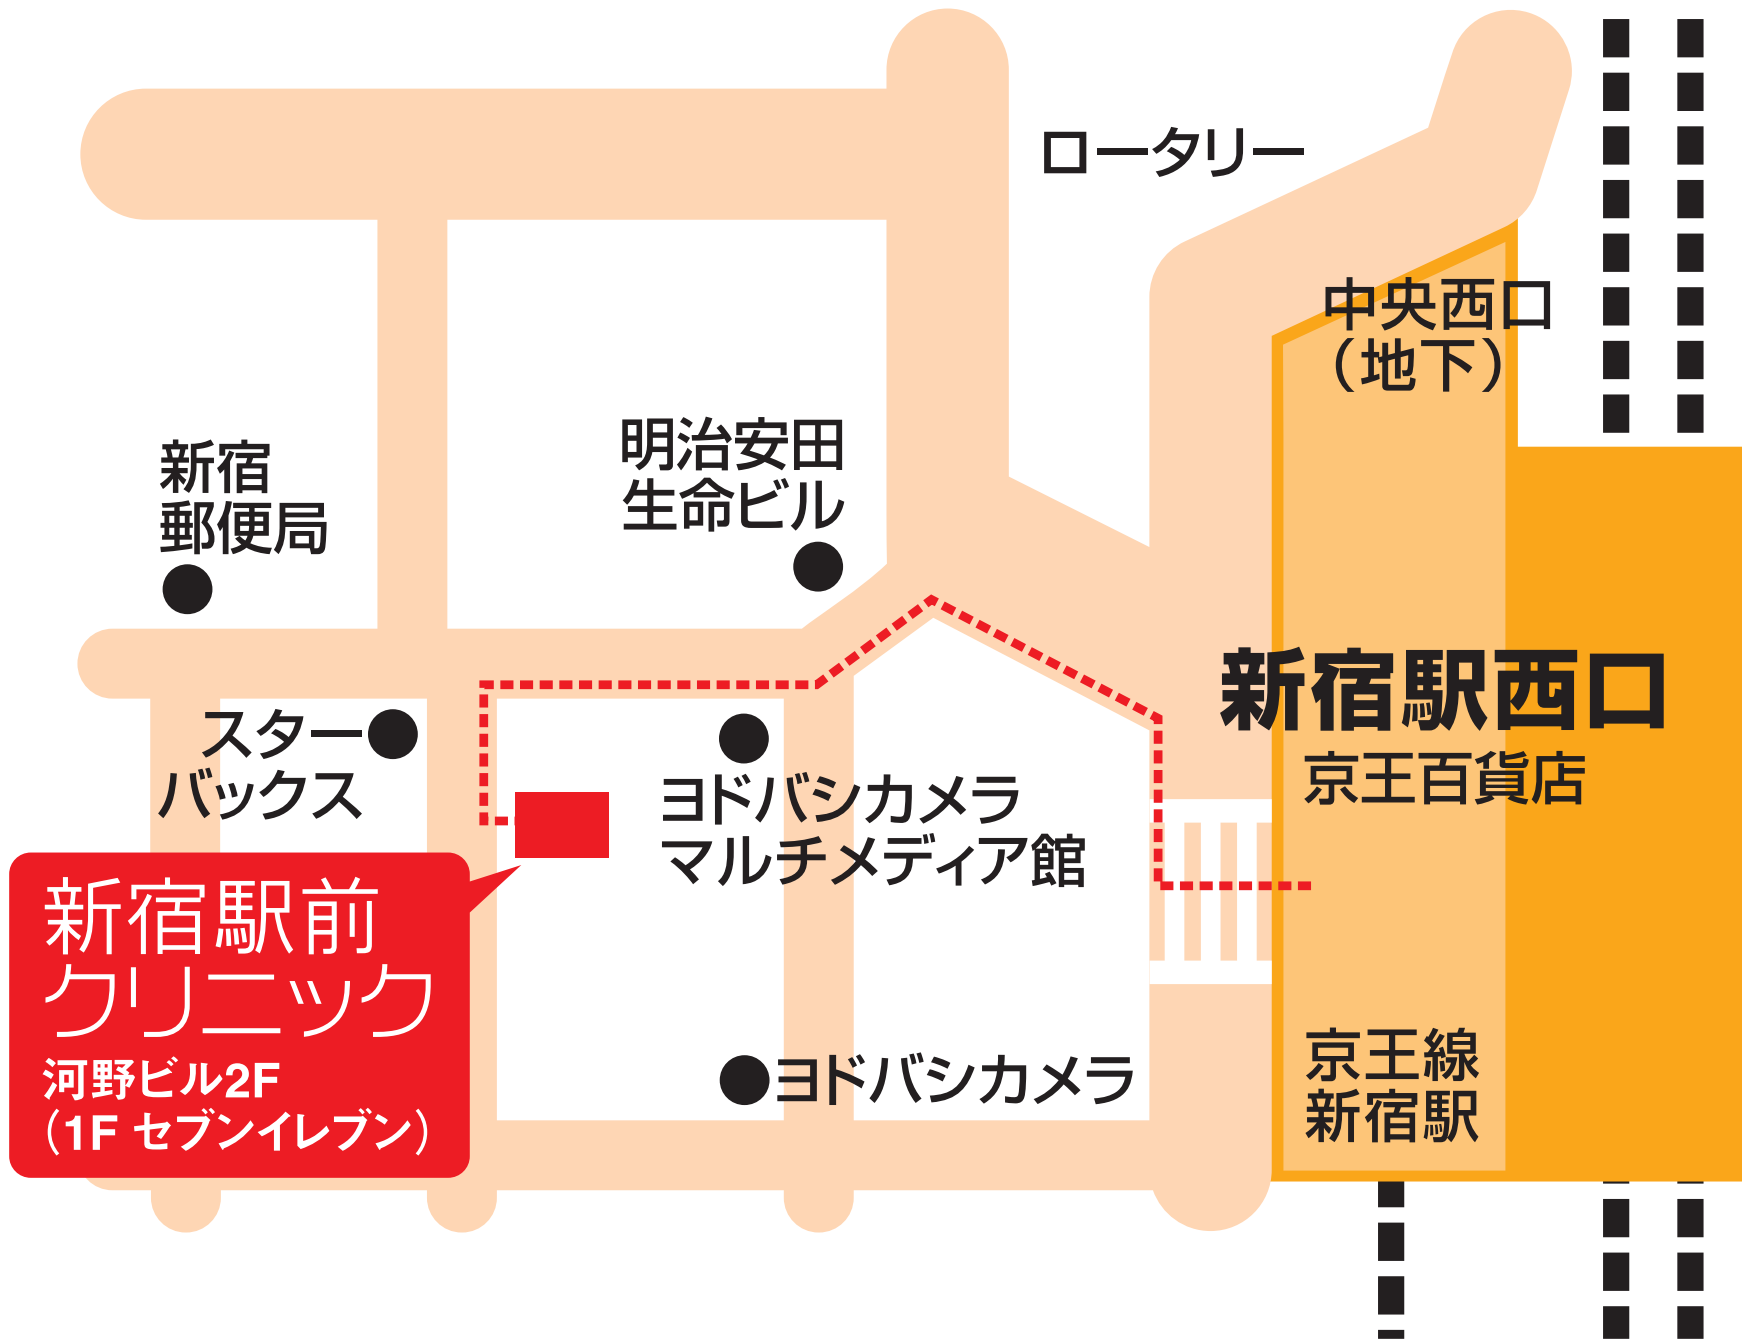 ロータリー
中央西口
（地下）
新宿
郵便局
明治安田
生命ビル
新宿駅西口
京王百貨店
スター
バックス
ヨドバシカメラ
マルチメディア館
新宿駅前
クリニック
河野ビル2F
（1F セブンイレブン）
ヨドバシカメラ
京王線
新宿駅